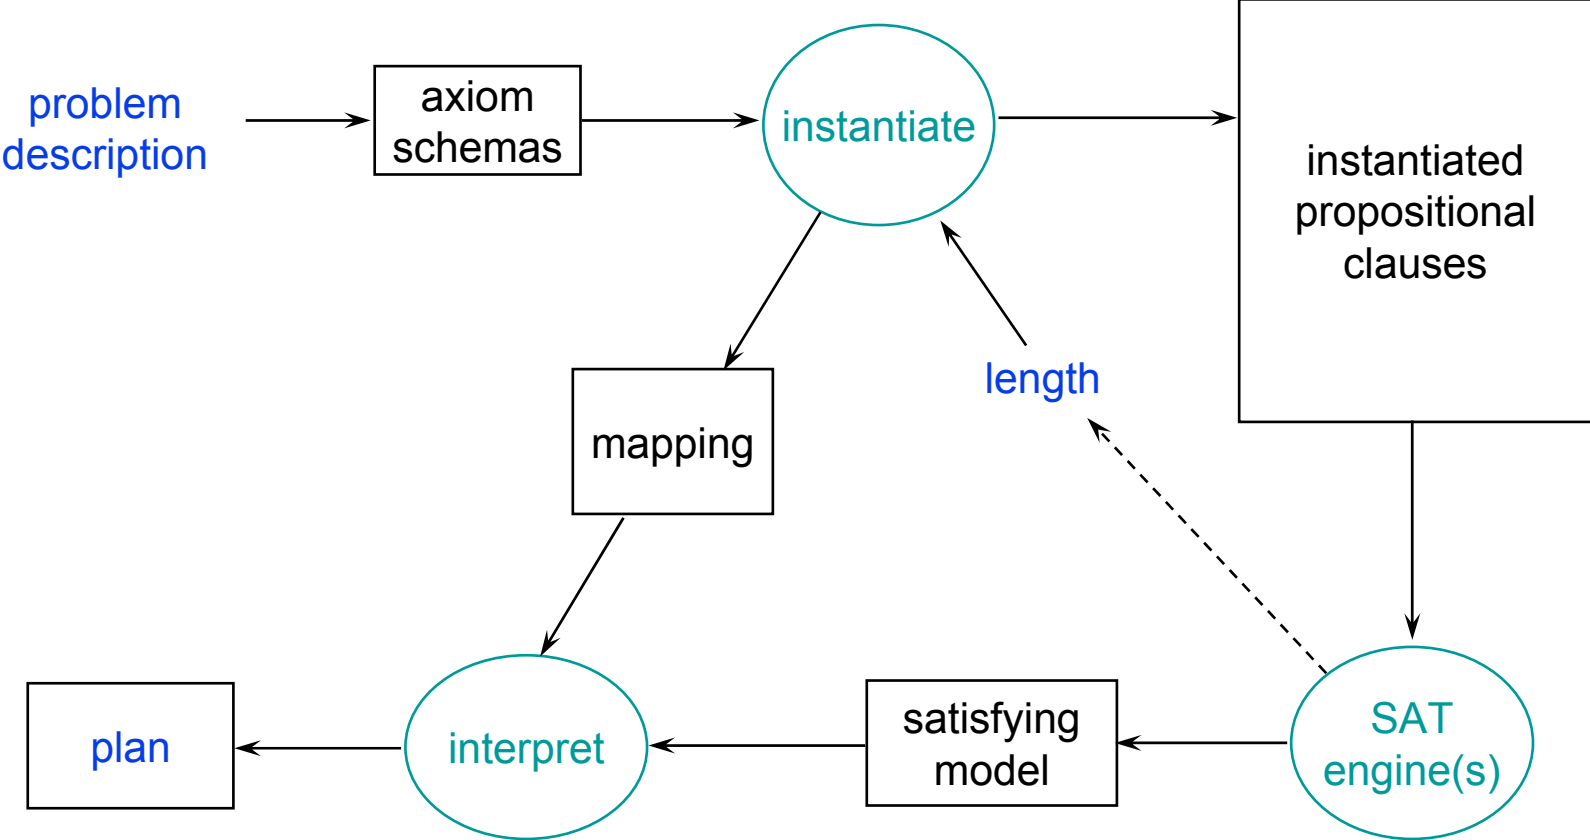 problem
description
axiom
schemas
instantiate
instantiated
propositional
clauses
length
mapping
plan
interpret
satisfying
model
SAT
engine(s)